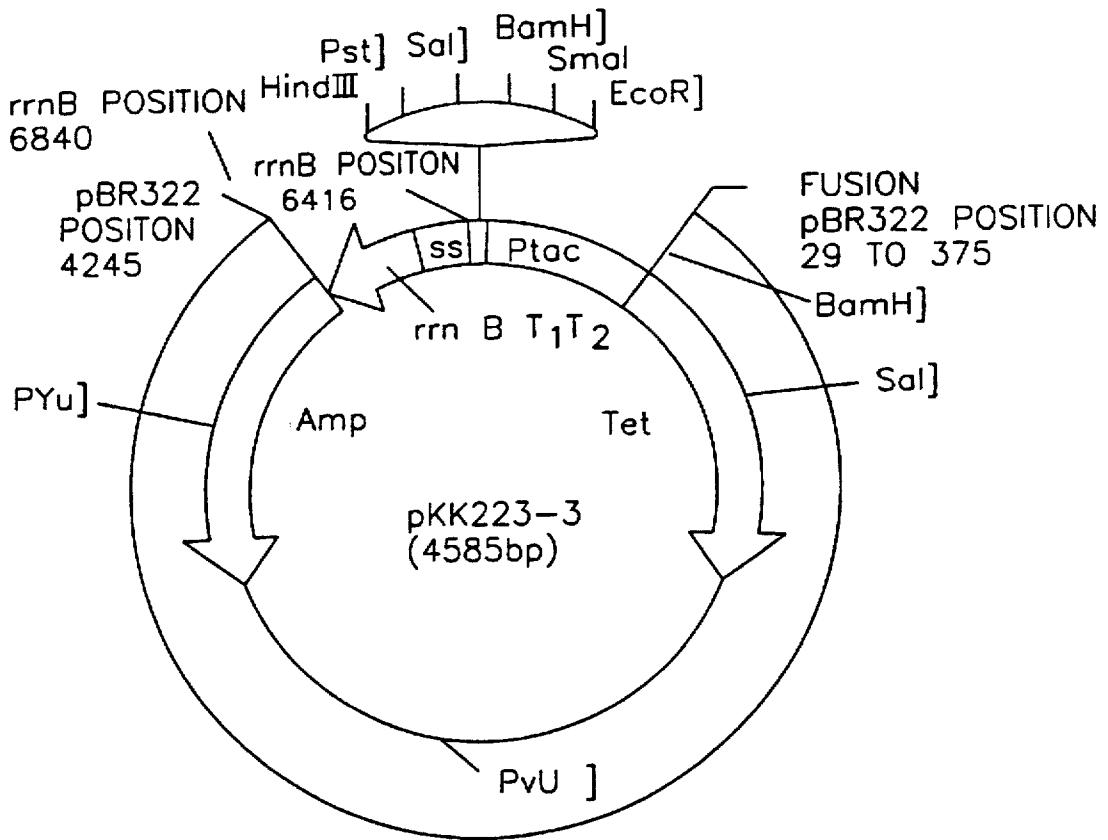 BamH]
Pst] Sal]
SmaI
HindIII
EcoR]
rrnB POSITION
6840
rrnB POSITON
6416
pBR322
POSITON
4245
FUSION
pBR322 POSITION
29 TO 375
ss
Ptac
BamH]
rrn B T1T2
Sal]
PYu]
Amp
Tet
pKK223-3
(4585bp)
PvU ]